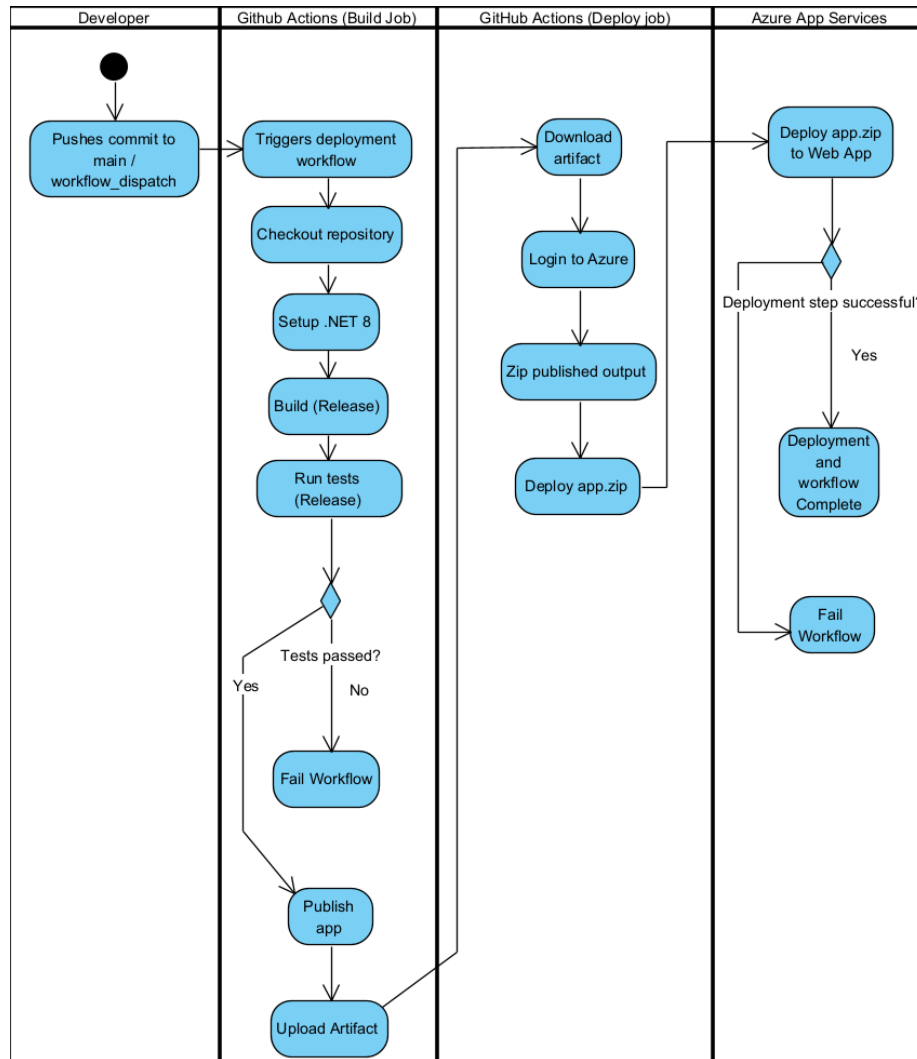 Developer
Github Actions (Build Job)
GitHub Actions (Deploy job)
Azure App Services
Pushes commit to
main /
workflow_dispatch
Triggers deployment
workflow
Checkout repository
Setup .NET 8
Build (Release)
Run tests
(Release)
Tests passed?
Yes
No
Fail Workflow
Publish
app
Upload Artifact
Download
artifact
Login to Azure
Zip published output
Deploy app.zip
Deploy app.zip
to Web App
Deployment step successful?
Yes
Deployment
and
workflow
Complete
Fail
Workflow